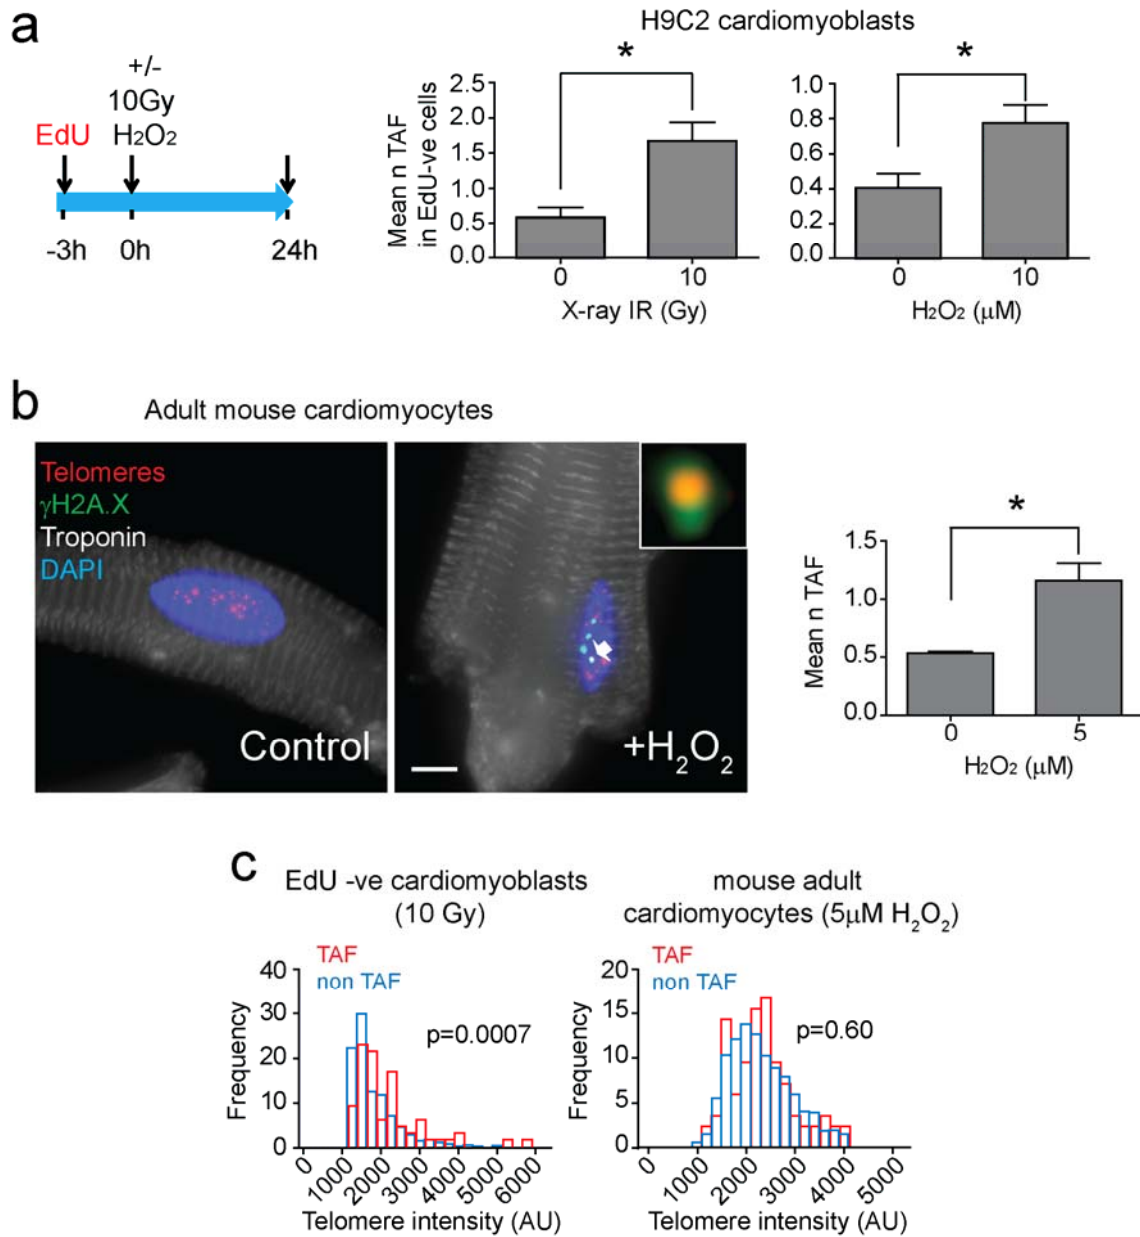 a
H9C2 cardiomyoblasts
+/-
10Gy
EdU H₂O₂
-3h 0h 24h
Mean n TAF
in EdU-ve cells
2.5
2.0
1.5
1.0
0.5
0.0
*
0 10
X-ray IR (Gy)
1.0
0.8
0.6
0.4
0.2
0.0
*
0 10
H₂O₂ (μM)
b
Adult mouse cardiomyocytes
Telomeres
γH2A.X
Troponin
DAPI
Control
+H₂O₂
Mean n TAF
1.5
1.0
0.5
0.0
*
0 5
H₂O₂ (μM)
c
EdU -ve cardiomyoblasts
(10 Gy)
TAF
non TAF
p=0.0007
Frequency
40
30
20
10
0
0 1000 2000 3000 4000 5000 6000
Telomere intensity (AU)
mouse adult
cardiomyocytes (5μM H₂O₂)
TAF
non TAF
p=0.60
Frequency
20
15
10
5
0
0 1000 2000 3000 4000 5000
Telomere intensity (AU)